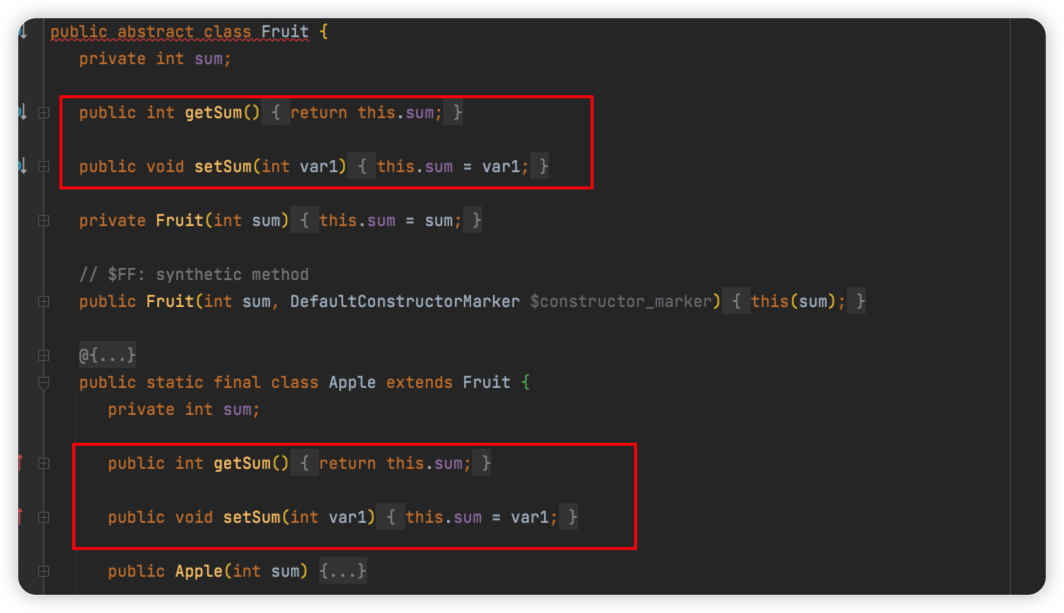 public abstract class Fruit {
private int sum;
public int getSum() { return this.sum; }
public void setSum(int var1) { this.sum = var1; }
private Fruit(int sum) { this.sum = sum; }
// $FF: synthetic method
public Fruit(int sum, DefaultConstructorMarker $constructor_marker) { this(sum); }
@{...}
public static final class Apple extends Fruit {
private int sum;
public int getSum() { return this.sum; }
public void setSum(int var1) { this.sum = var1; }
public Apple(int sum) {...}